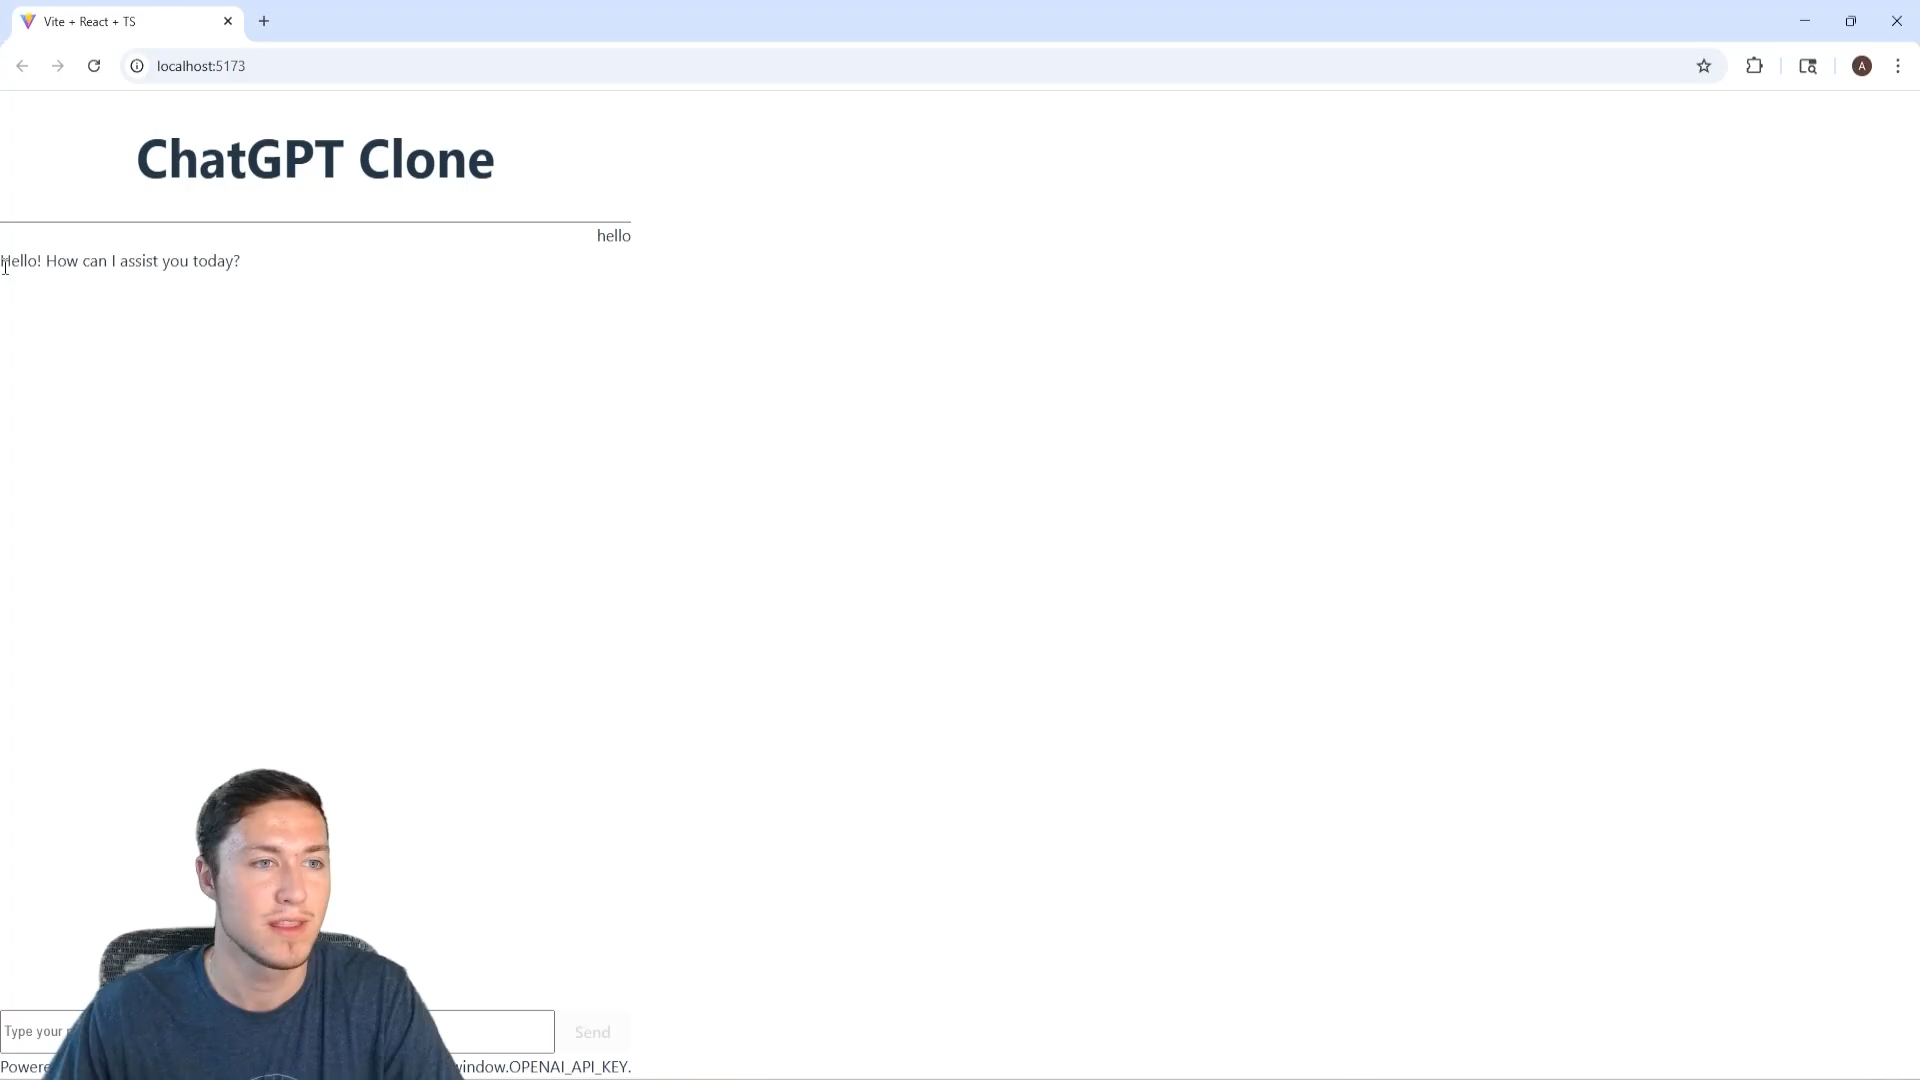 Vite + React + TS
localhost:5173
A
ChatGPT Clone
hello
Hello! How can I assist you today?
Type your
Send
window.OPENAI_API_KEY.